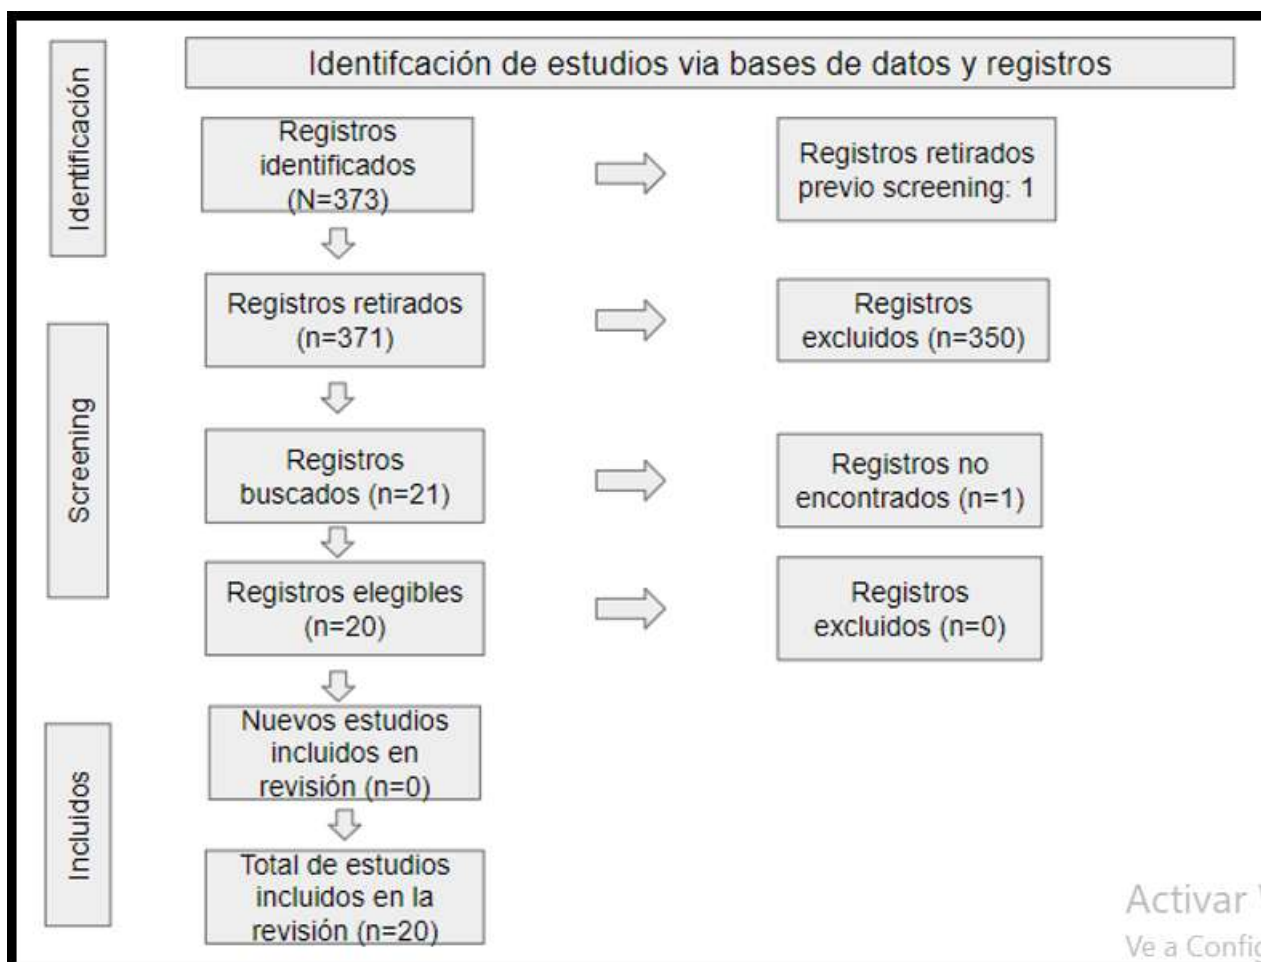 Identifcación de estudios via bases de datos y registros
Identificación
Registros
identificados
(N=373)
Registros retirados
previo screening: 1
Screening
Registros retirados
(n=371)
Registros
excluidos (n=350)
Registros
buscados (n=21)
Registros no
encontrados (n=1)
Registros elegibles
(n=20)
Registros
excluidos (n=0)
Incluidos
Nuevos estudios
incluidos en
revisión (n=0)
Total de estudios
incluidos en la
revisión (n=20)
Activar
Ve a Config